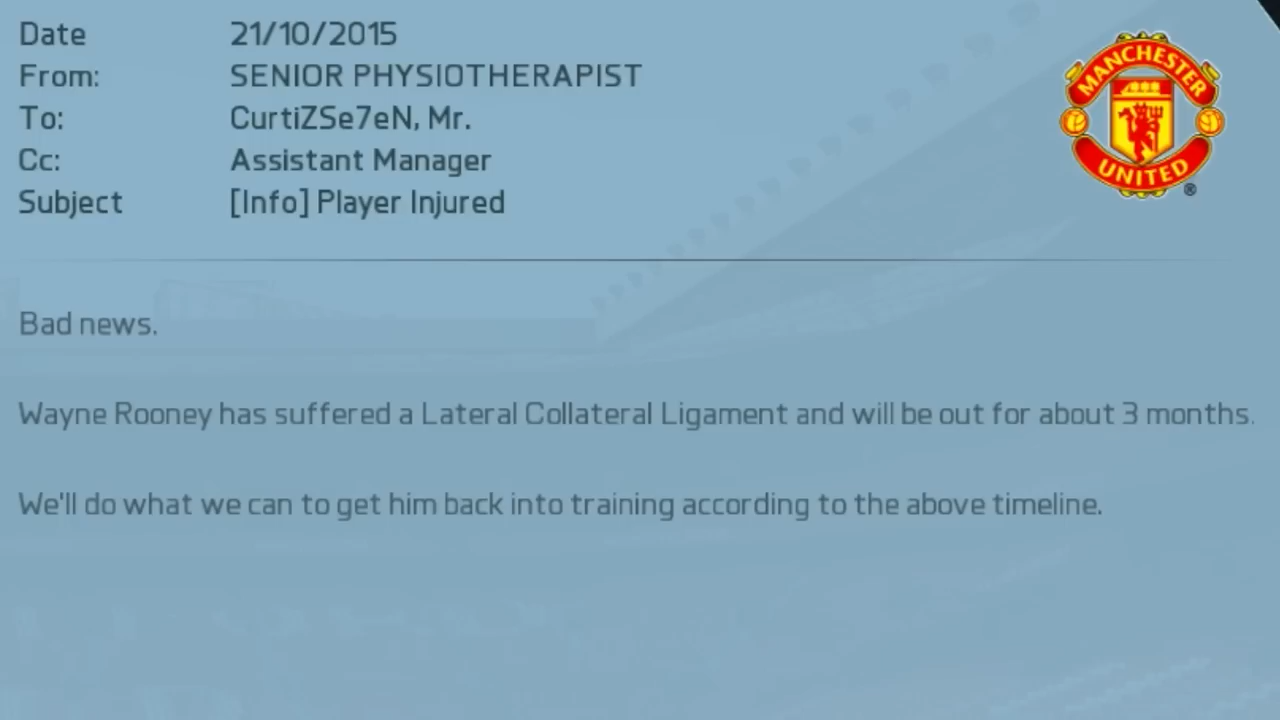 Date 21/10/2015
From: SENIOR PHYSIOTHERAPIST
To: CurtiZSe7eN, Mr.
Cc: Assistant Manager
Subject [Info] Player Injured
MANCHESTER
UNITED
®
Bad news.
Wayne Rooney has suffered a Lateral Collateral Ligament and will be out for about 3 months.
We'll do what we can to get him back into training according to the above timeline.